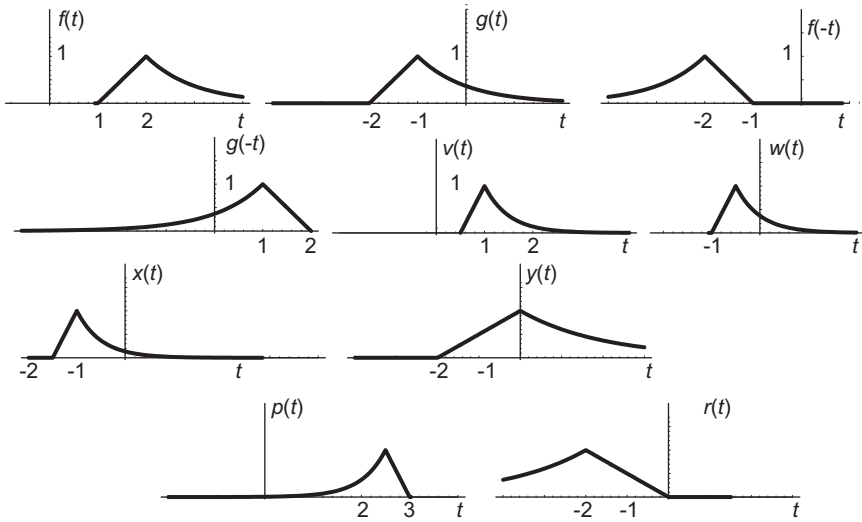 f(t) g(t) f(-t)
1 1 1
1 2 t -2 -1 t -2 -1 t
g(-t) v(t) w(t)
1 1
1 2 1 2 t -1 t
x(t) y(t)
-2 -1 t -2 -1 t
p(t) r(t)
2 3 t -2 -1 t